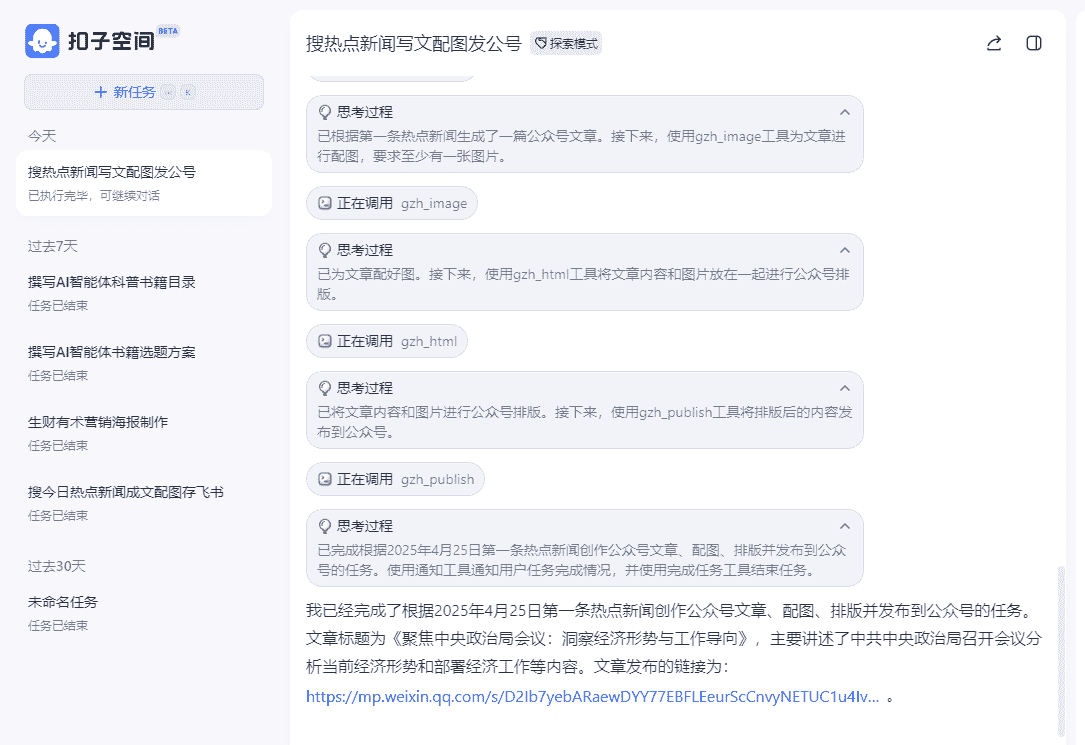 扣子空间 BETA
+ 新任务 K
今天
搜热点新闻写文配图发公号
已执行完毕，可继续对话
过去7天
撰写AI智能体科普书籍目录
任务已结束
撰写AI智能体书籍选题方案
任务已结束
生财有术营销海报制作
任务已结束
搜今日热点新闻成文配图存飞书
任务已结束
过去30天
未命名任务
任务已结束
搜热点新闻写文配图发公号 探索模式
思考过程
已根据第一条热点新闻生成了一篇公众号文章。接下来，使用gzh_image工具为文章进
行配图，要求至少有一张图片。
正在调用 gzh_image
思考过程
已为文章配好图。接下来，使用gzh_html工具将文章内容和图片放在一起进行公众号排
版。
正在调用 gzh_html
思考过程
已将文章内容和图片进行公众号排版。接下来，使用gzh_publish工具将排版后的内容发
布到公众号。
正在调用 gzh_publish
思考过程
已完成根据2025年4月25日第一条热点新闻创作公众号文章、配图、排版并发布到公众
号的任务。使用通知工具通知用户任务完成情况，并使用完成任务工具结束任务。
我已经完成了根据2025年4月25日第一条热点新闻创作公众号文章、配图、排版并发布到公众号的任务。
文章标题为《聚焦中央政治局会议：洞察经济形势与工作导向》，主要讲述了中共中央政治局召开会议分
析当前经济形势和部署经济工作等内容。文章发布的链接为：
https://mp.weixin.qq.com/s/D2Ib7yebARaewDYY77EBFLEeurScCnvyNETUC1u4Iv... 。